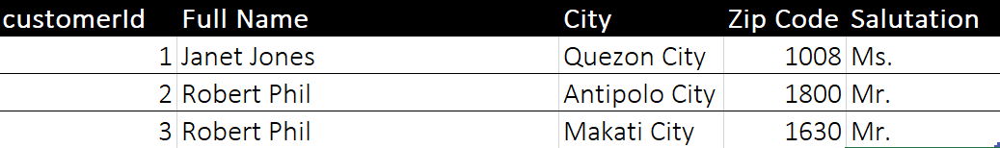 customerId Full Name City Zip Code Salutation
1 Janet Jones Quezon City 1008 Ms.
2 Robert Phil Antipolo City 1800 Mr.
3 Robert Phil Makati City 1630 Mr.